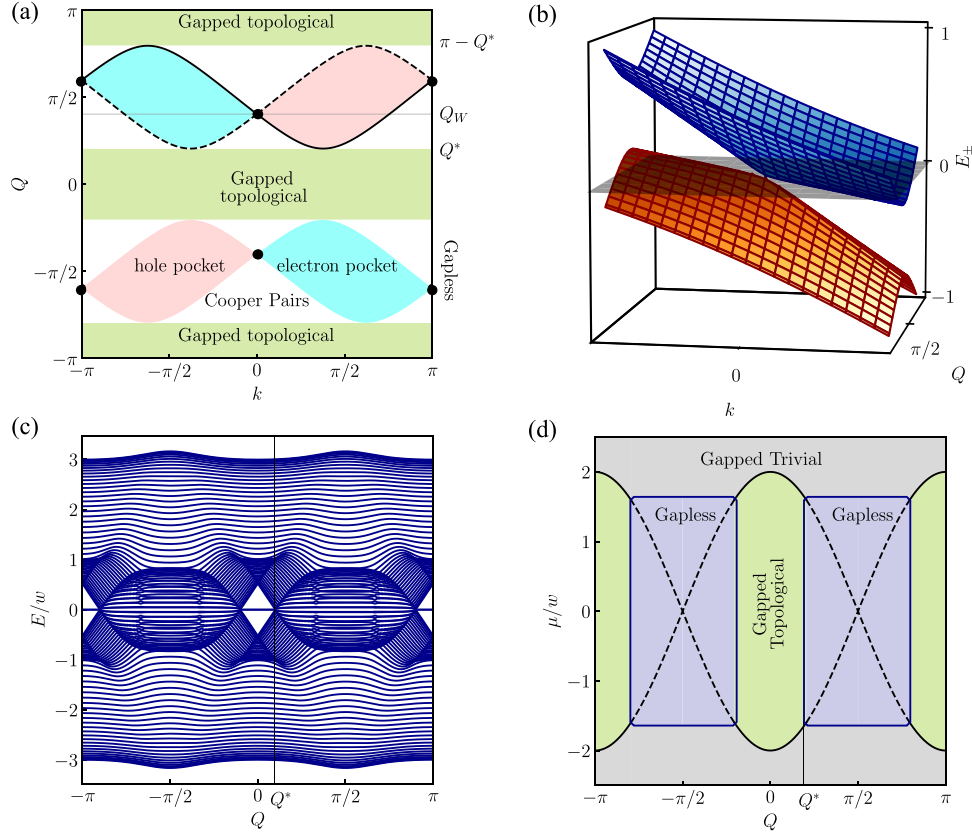 (a)
π
Gapped topological
π − Q*
π/2
Q_W
Q*
Gapped
topological
0
Q
hole pocket
electron pocket
−π/2
Cooper Pairs
Gapless
Gapped topological
−π
−π
−π/2
0
π/2
π
k
(b)
1
0
E±
−1
π/2
Q
0
k
(c)
3
2
1
0
−1
−2
−3
E/w
−π
−π/2
0
Q*
π/2
π
Q
(d)
Gapped Trivial
2
Gapless
Gapless
1
Gapped
Topological
0
μ/w
−1
−2
−π
−π/2
0
Q*
π/2
π
Q